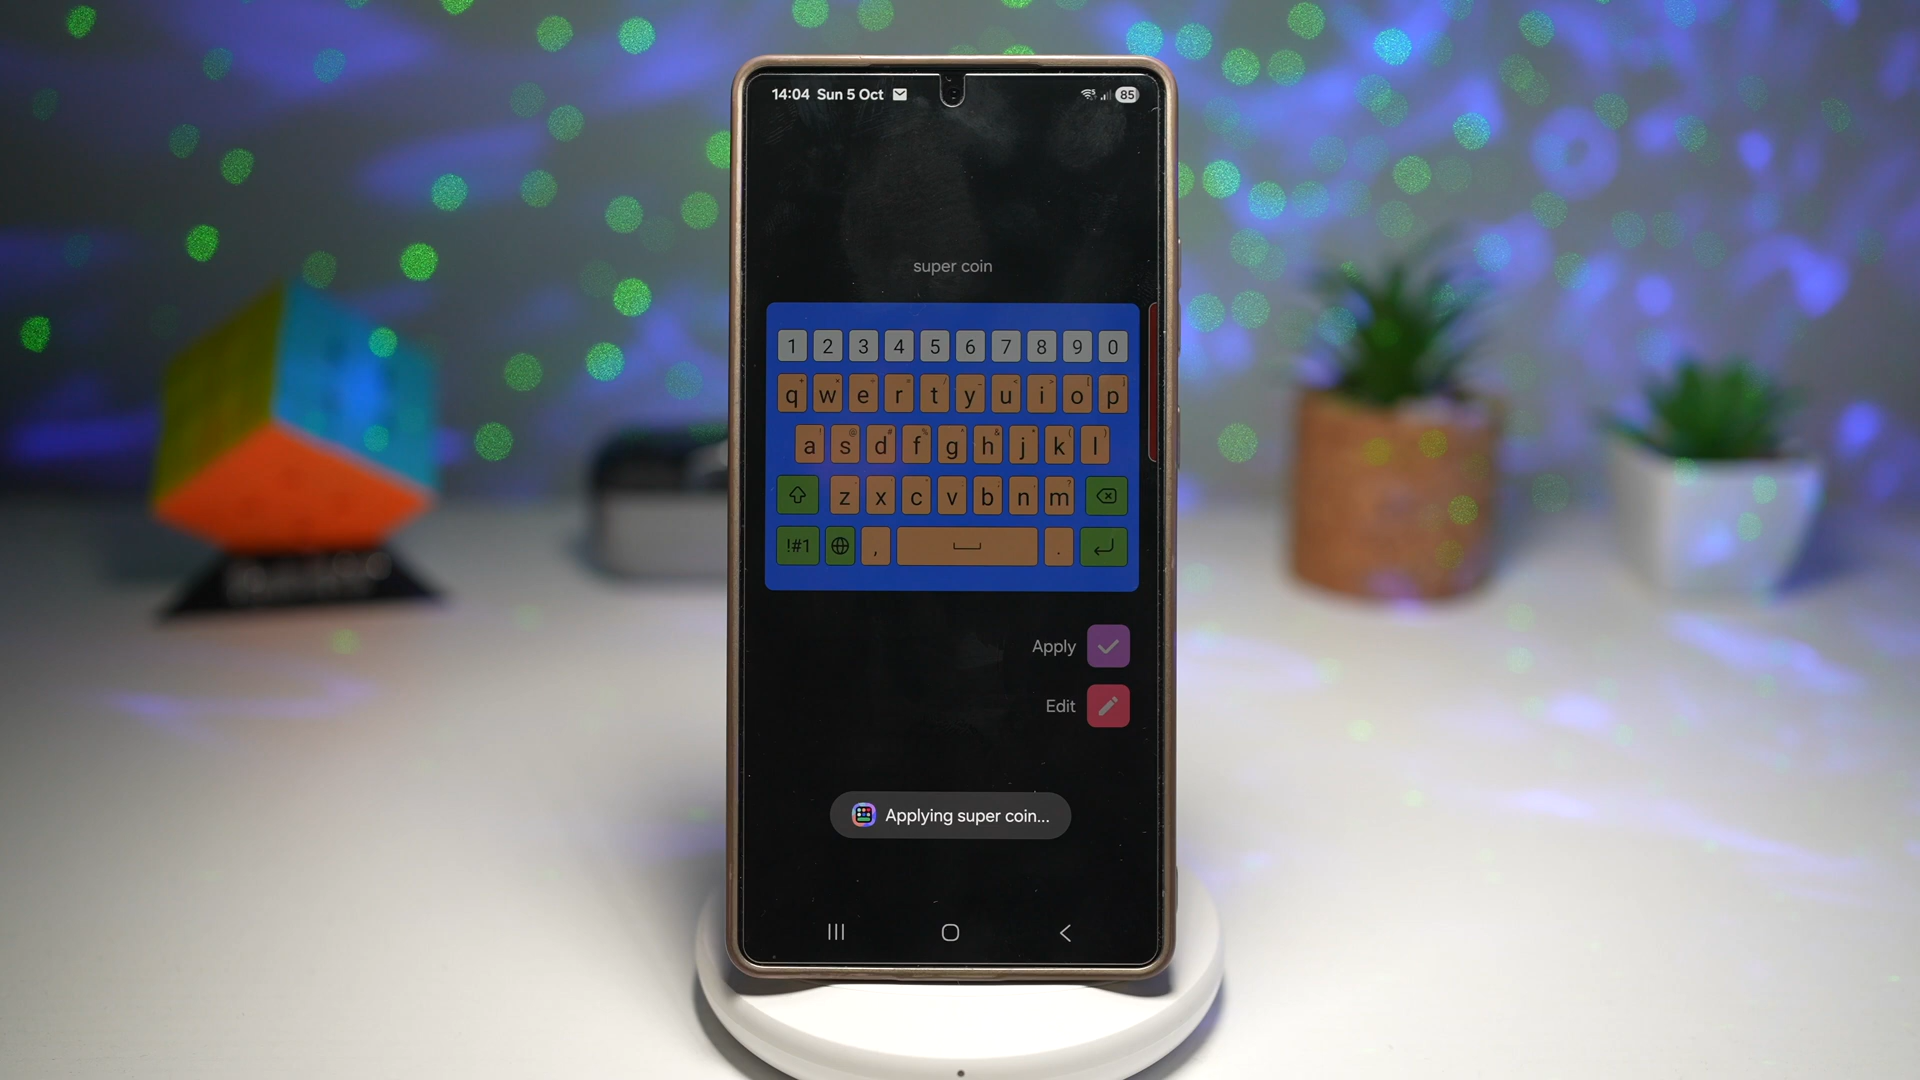 14:04 Sun 5 Oct
85
super coin
1 2 3 4 5 6 7 8 9 0
q w e r t y u i o p
a s d f g h j k l
z x c v b n m
!#1 , .
Apply
Edit
Applying super coin...